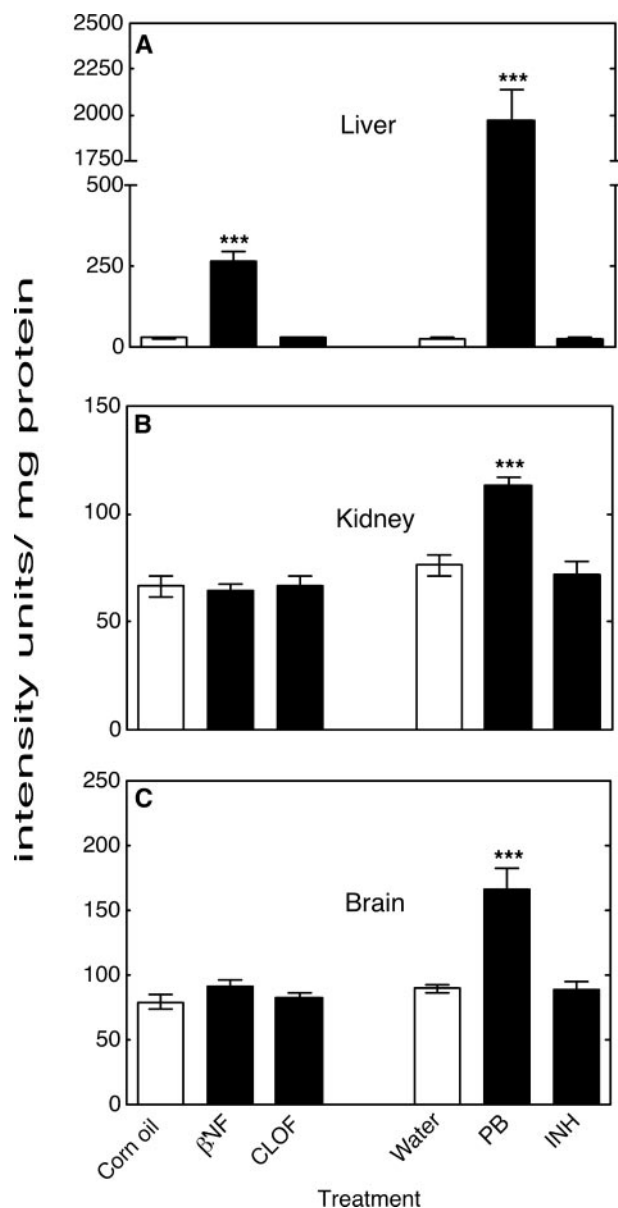 intensity units/ mg protein
A
Liver
2500
2250
2000
1750
500
250
0
***
***
B
Kidney
150
100
50
0
***
C
Brain
250
200
150
100
50
0
***
Corn oil
βNF
CLOF
Water
PB
INH
Treatment